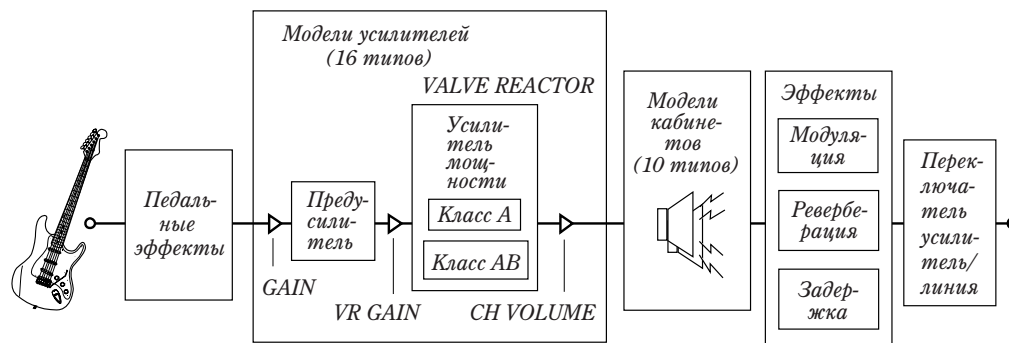 Модели усилителей
(16 типов)
VALVE REACTOR
Педаль-
ные
эффекты
GAIN
Преду-
силитель
VR GAIN
Усили-
тель
мощ-
ности
Класс А
Класс АВ
CH VOLUME
Модели
кабине-
тов
(10 типов)
Эффекты
Модуля-
ция
Ревербе-
рация
Задер-
жка
Перек-
люча-
тель
усили-
тель/
линия